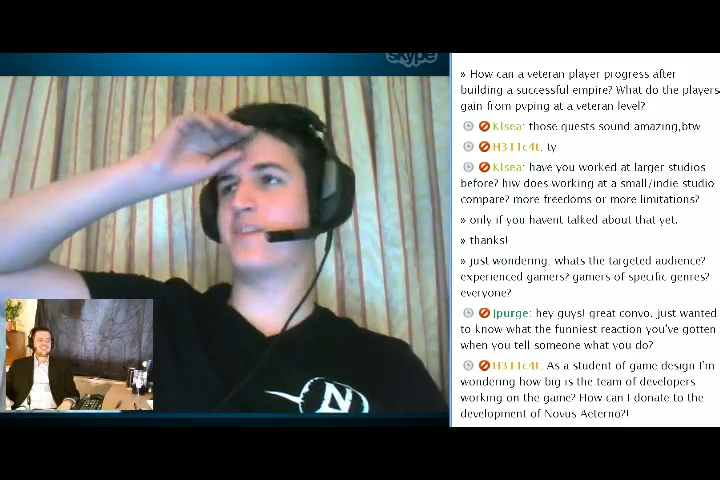 skype
» How can a veteran player progress after
building a successful empire? What do the players
gain from pvping at a veteran level?
Klsea: those quests sound amazing,btw
H311c4t: ty
Klsea: have you worked at larger studios
before? hiw does working at a small/indie studio
compare? more freedoms or more limitations?
» only if you havent talked about that yet.
» thanks!
» just wondering. whats the targeted audience?
experienced gamers? gamers of specific genres?
everyone?
Jpurge: hey guys! great convo. just wanted
to know what the funniest reaction you've gotten
when you tell someone what you do?
H311c4t: As a student of game design I'm
wondering how big is the team of developers
working on the game? How can I donate to the
development of Novus Aeterno?!
N